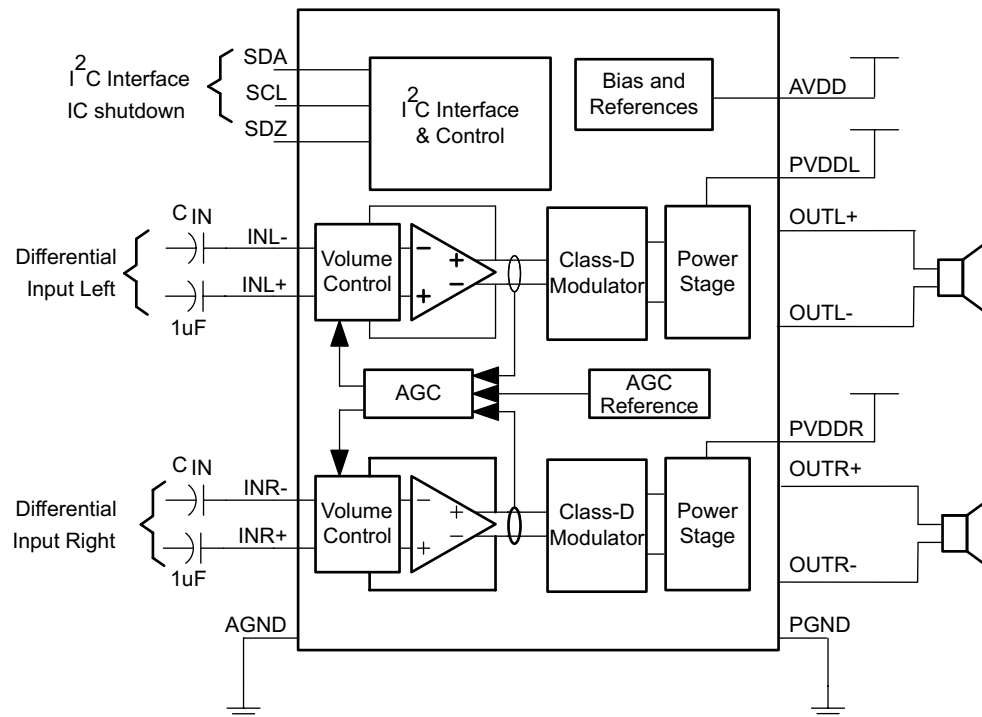 I2C Interface
IC shutdown
SDA
SCL
SDZ
I2C Interface
& Control
Bias and
References
AVDD
PVDDL
OUTL+
OUTL-
Differential
Input Left
C IN
1uF
INL-
INL+
Volume
Control
−
+
+
−
Class-D
Modulator
Power
Stage
AGC
AGC
Reference
PVDDR
OUTR+
OUTR-
Differential
Input Right
C IN
1uF
INR-
INR+
Volume
Control
−
+
+
−
Class-D
Modulator
Power
Stage
AGND
PGND